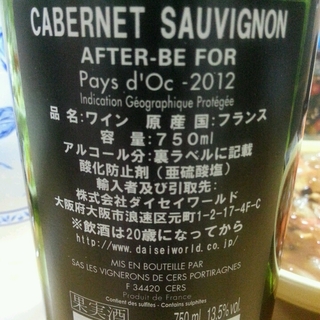 CABERNET SAUVIGNON
AFTER-BE FOR
Pays d'Oc -2012
Indication Géographique Protégée
品名:ワイン 原産国:フランス
容量:750ml
アルコール分:裏ラベルに記載
酸化防止剤(亜硫酸塩)
輸入者及び引取先:
株式会社ダイセイワールド
大阪府大阪市浪速区元町1-2-17-4F-C
※飲酒は20歳になってから
http://www.daiseiworld.co.jp/
MIS EN BOUTEILLE PAR
SAS LES VIGNERONS DE CERS PORTIRAGNES
F 34420 CERS
Produit de France
果実酒
Contient des sulfites - Contains sulphites
750 ml 13,5% vol.